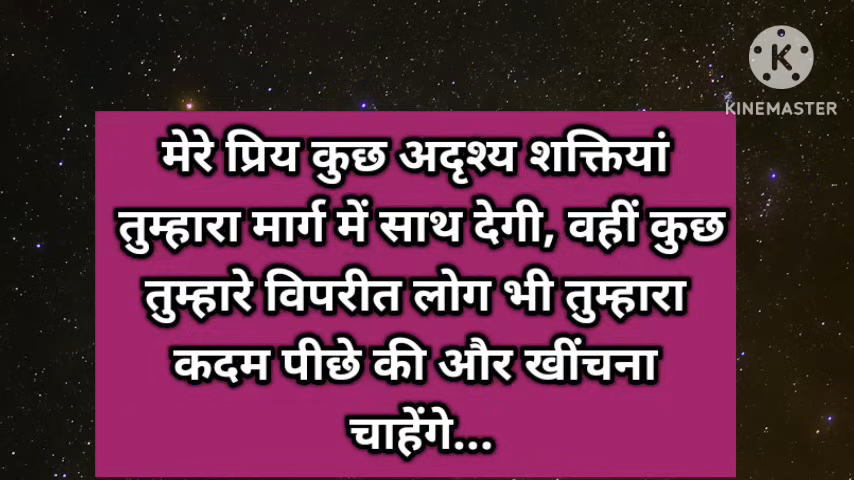 KINEMASTER
मेरे प्रिय कुछ अदृश्य शक्तियां
तुम्हारा मार्ग में साथ देगी, वहीं कुछ
तुम्हारे विपरीत लोग भी तुम्हारा
कदम पीछे की और खींचना
चाहेंगे...